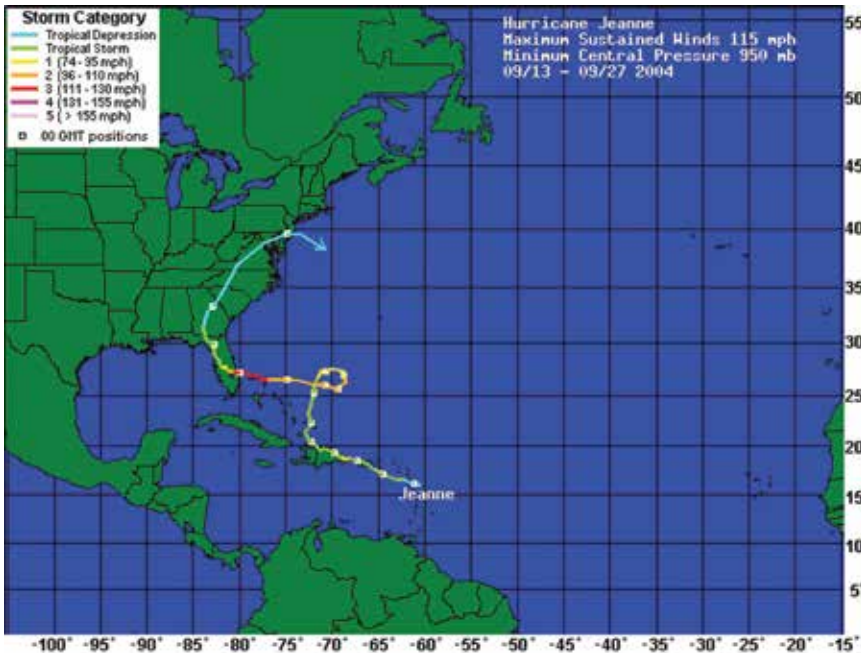 Storm Category
Tropical Depression
Tropical Storm
1 (74 - 95 mph)
2 (96 - 110 mph)
3 (111 - 130 mph)
4 (131 - 155 mph)
5 ( > 155 mph)
00 GMT positions
Hurricane Jeanne
Maximum Sustained Winds 115 mph
Minimum Central Pressure 950 mb
09/13 - 09/27 2004
55°
50°
45°
40°
35°
30°
25°
20°
15°
10°
5°
Jeanne
-100° -95° -90° -85° -80° -75° -70° -65° -60° -55° -50° -45° -40° -35° -30° -25° -20° -15°